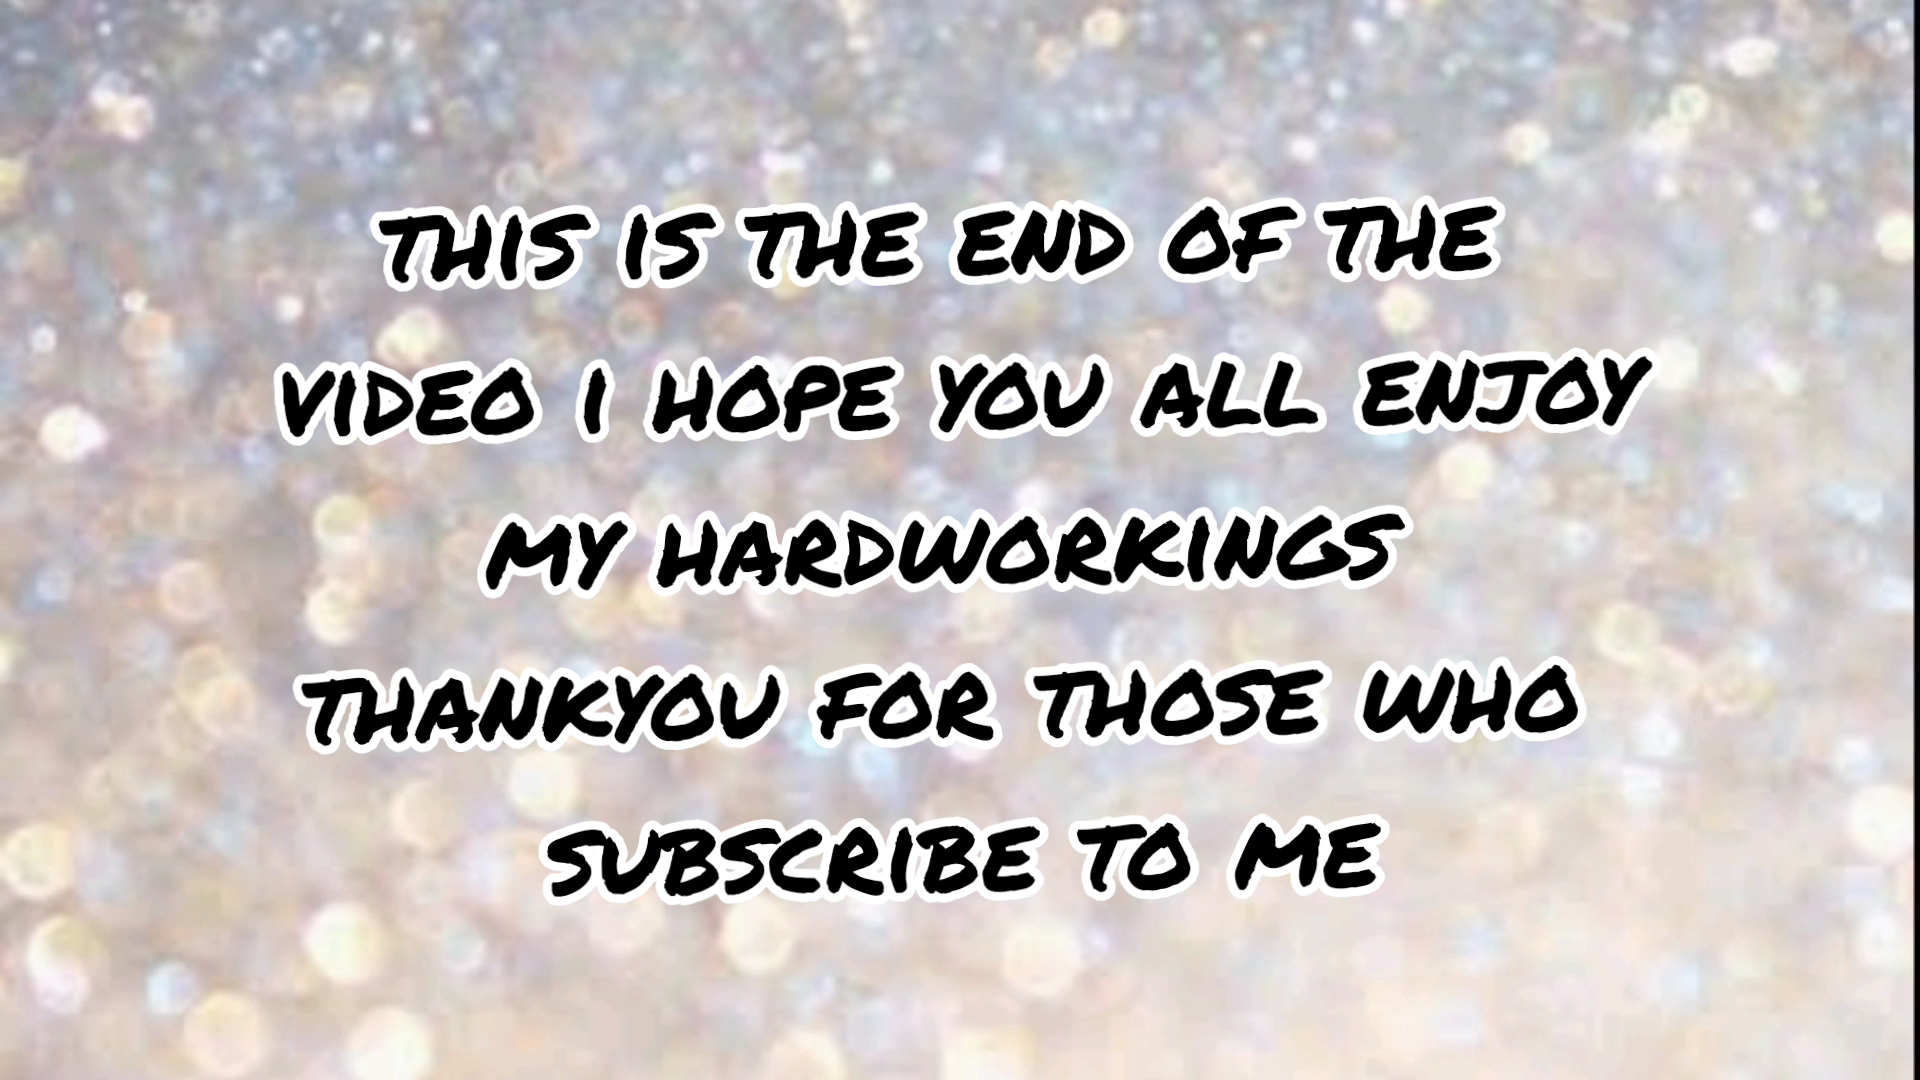 THIS IS THE END OF THE
VIDEO I HOPE YOU ALL ENJOY
MY HARDWORKINGS
THANKYOU FOR THOSE WHO
SUBSCRIBE TO ME